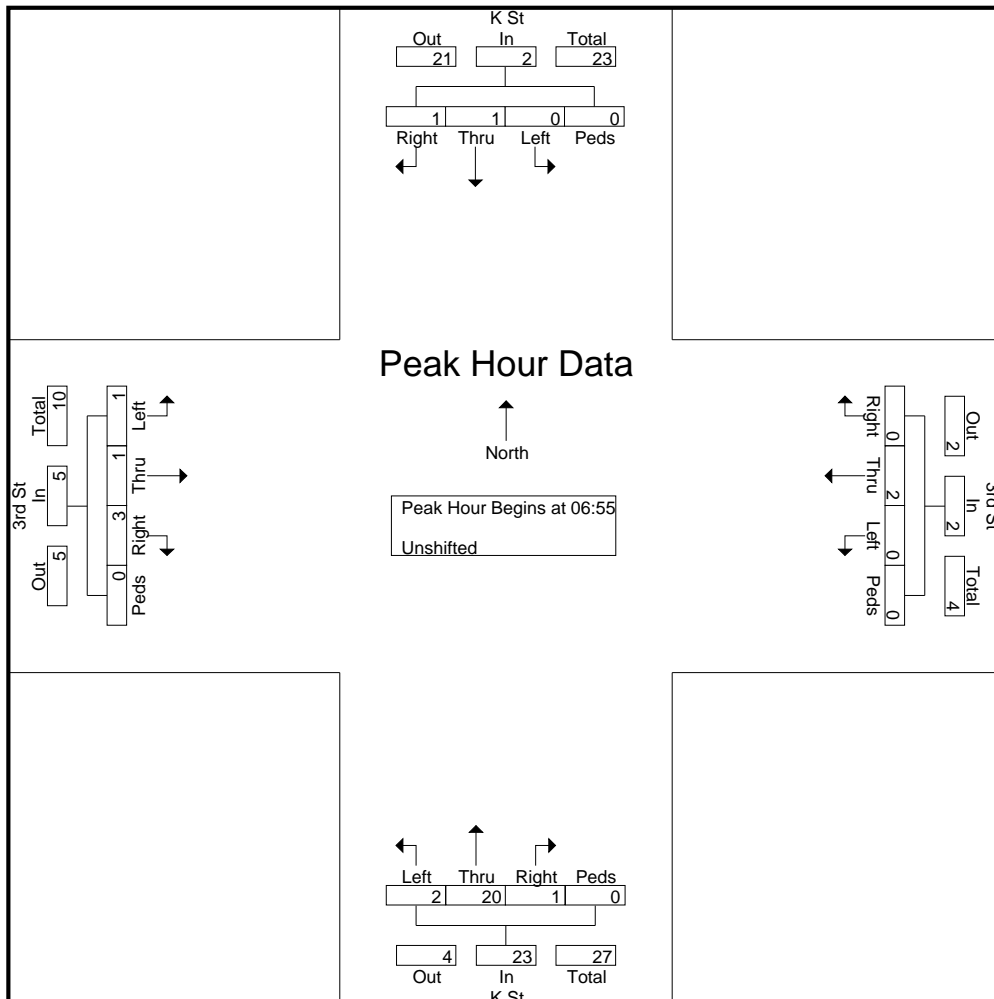 K St
Out In Total
21 2 23
1 1 0 0
Right Thru Left Peds
Peak Hour Data
North
Peak Hour Begins at 06:55
Unshifted
3rd St
Total In Out
10 5 5
1 1 3 0
Left Thru Right Peds
Right Thru Left Peds
0 2 0 0
Out In Total
2 2 4
3rd St
Left Thru Right Peds
2 20 1 0
4 23 27
Out In Total
K St